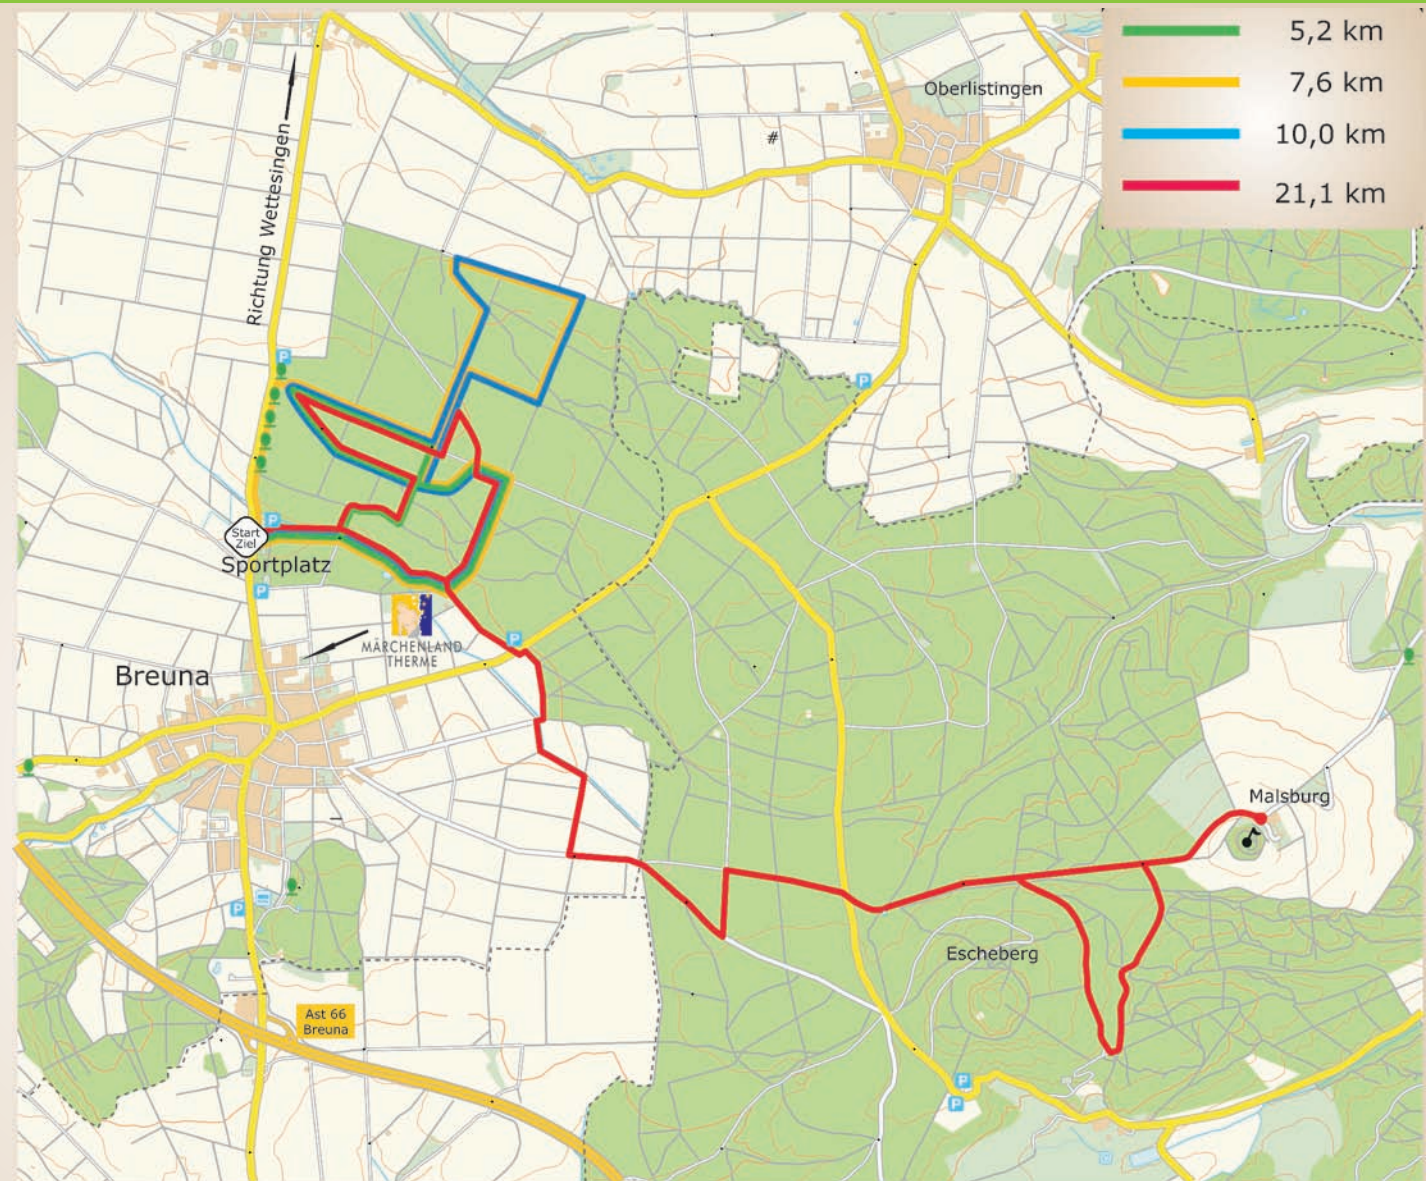 5,2 km
7,6 km
10,0 km
21,1 km
Oberlistingen
#
Richtung Wettesingen
P
P
P
Start
Ziel
Sportplatz
P
MÄRCHENLAND
THERME
P
Breuna
Malsburg
P
Escheberg
Ast 66
Breuna
P
P